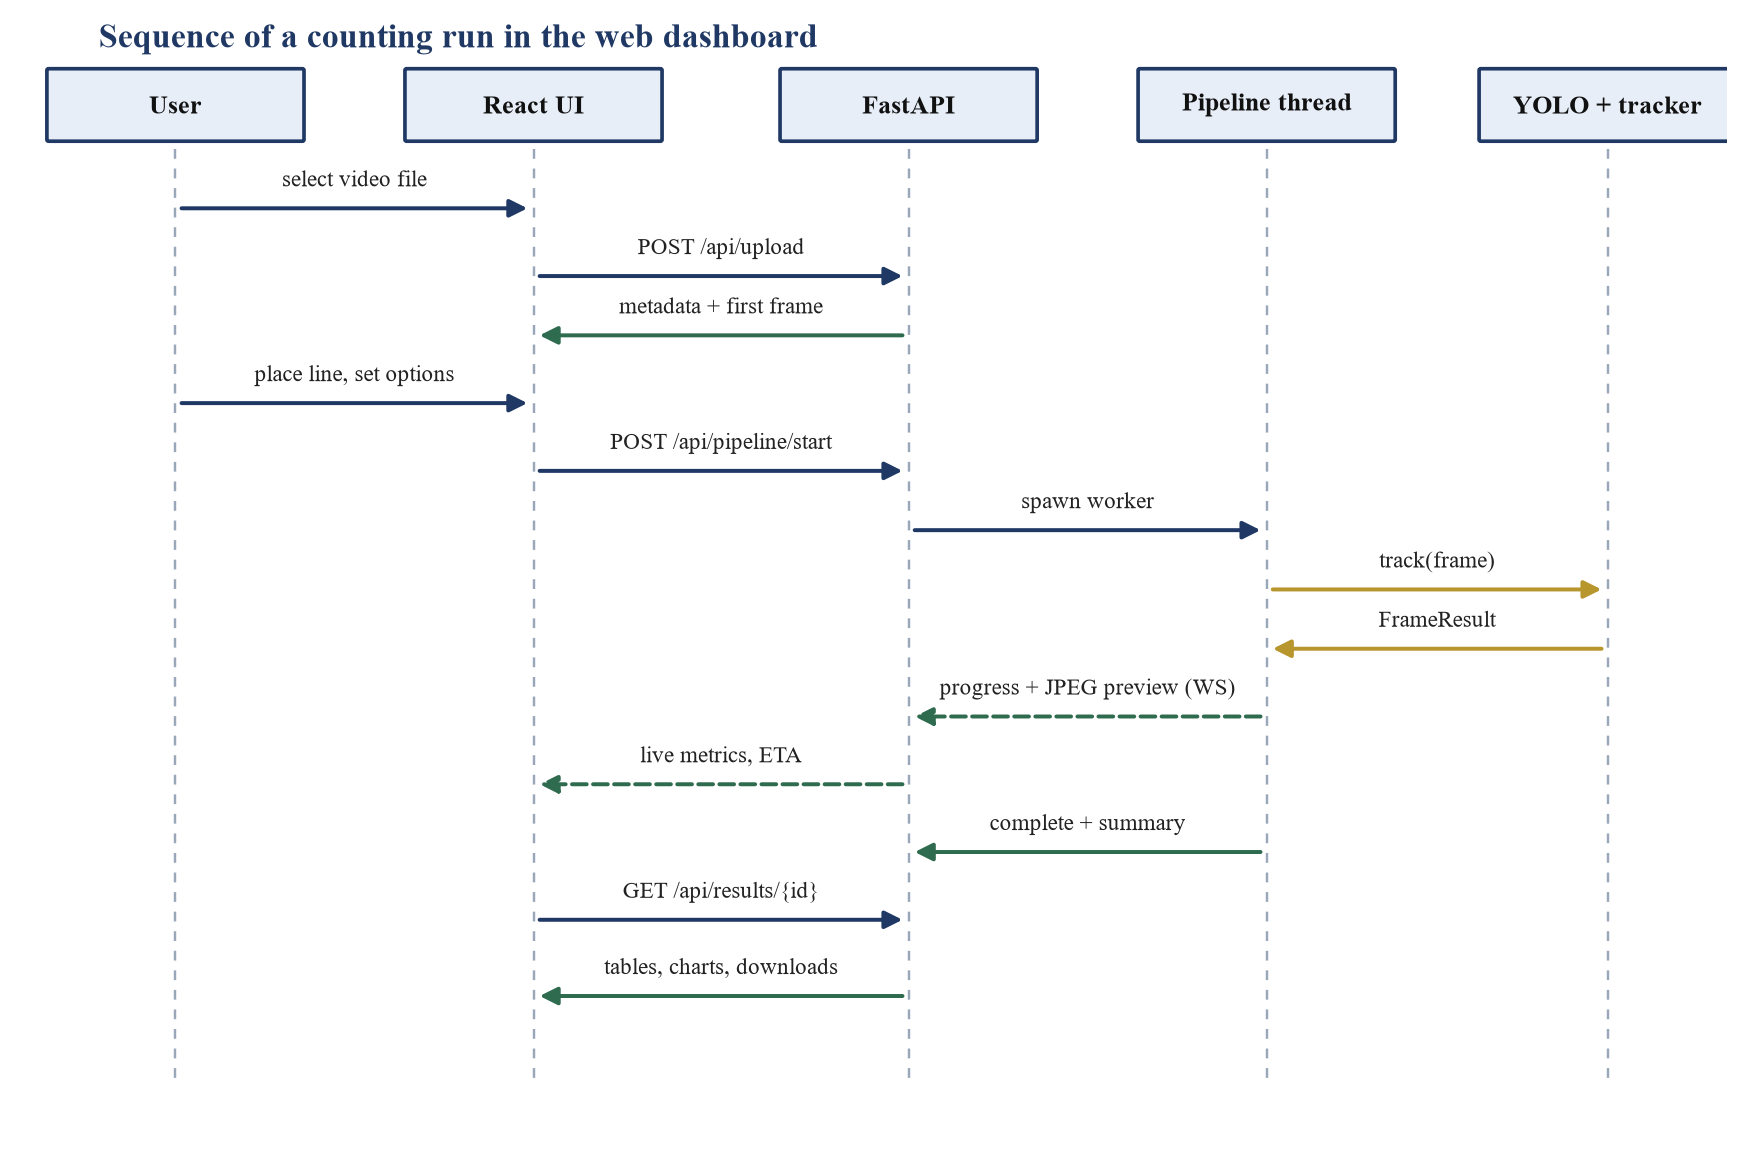 Sequence of a counting run in the web dashboard
User
React UI
FastAPI
Pipeline thread
YOLO + tracker
select video file
POST /api/upload
metadata + first frame
place line, set options
POST /api/pipeline/start
spawn worker
track(frame)
FrameResult
progress + JPEG preview (WS)
live metrics, ETA
complete + summary
GET /api/results/{id}
tables, charts, downloads